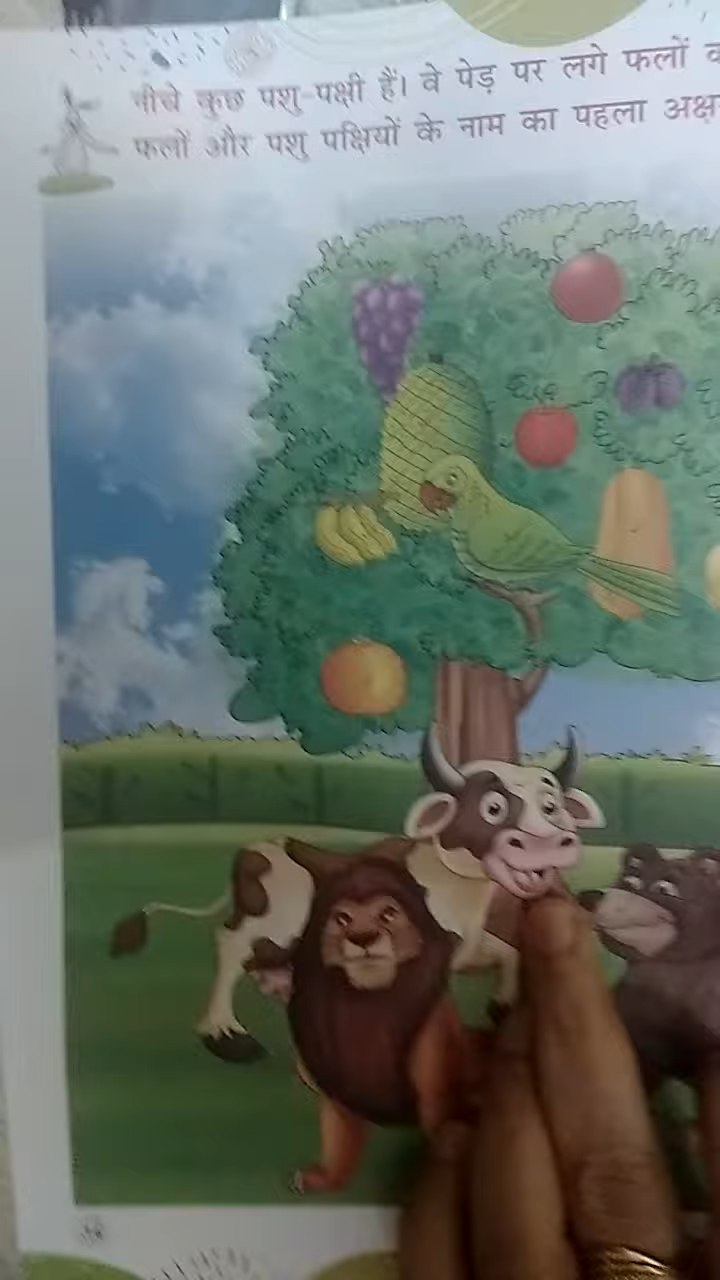 नीचे कुछ पशु-पक्षी हैं। वे पेड़ पर लगे फलों
फलों और पशु पक्षियों के नाम का पहला